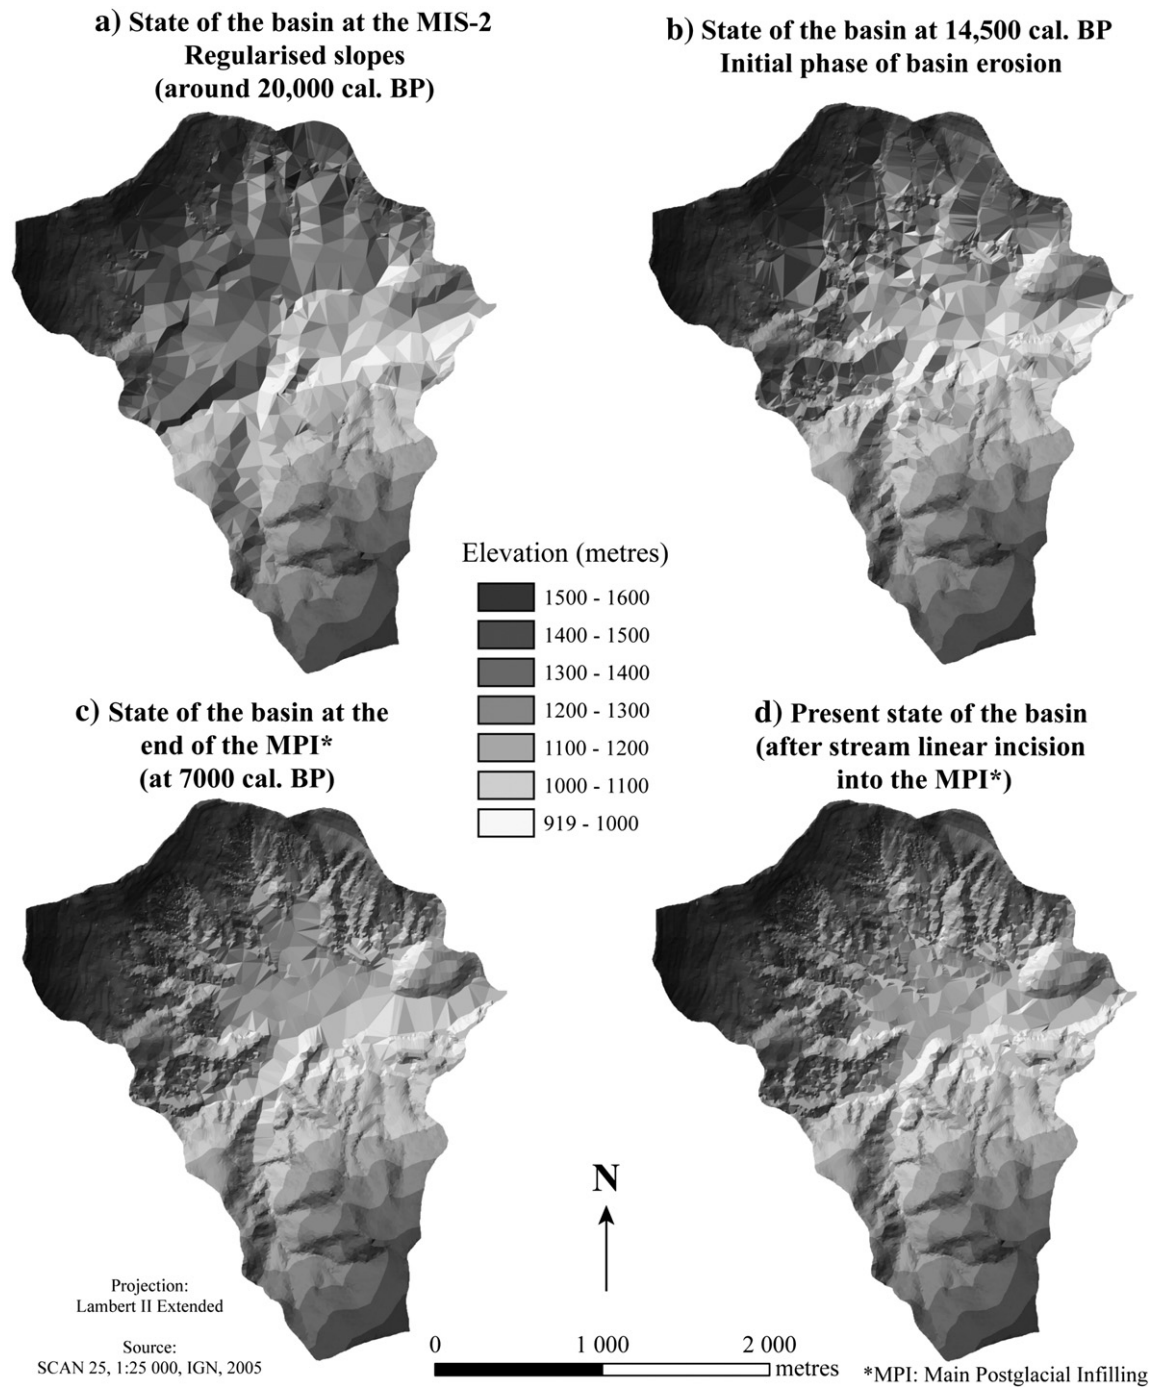 a) State of the basin at the MIS-2
Regularised slopes
(around 20,000 cal. BP)
b) State of the basin at 14,500 cal. BP
Initial phase of basin erosion
Elevation (metres)
1500 - 1600
1400 - 1500
1300 - 1400
1200 - 1300
1100 - 1200
1000 - 1100
919 - 1000
c) State of the basin at the
end of the MPI*
(at 7000 cal. BP)
d) Present state of the basin
(after stream linear incision
into the MPI*)
N
Projection:
Lambert II Extended
Source:
SCAN 25, 1:25 000, IGN, 2005
0 1 000 2 000
metres
*MPI: Main Postglacial Infilling